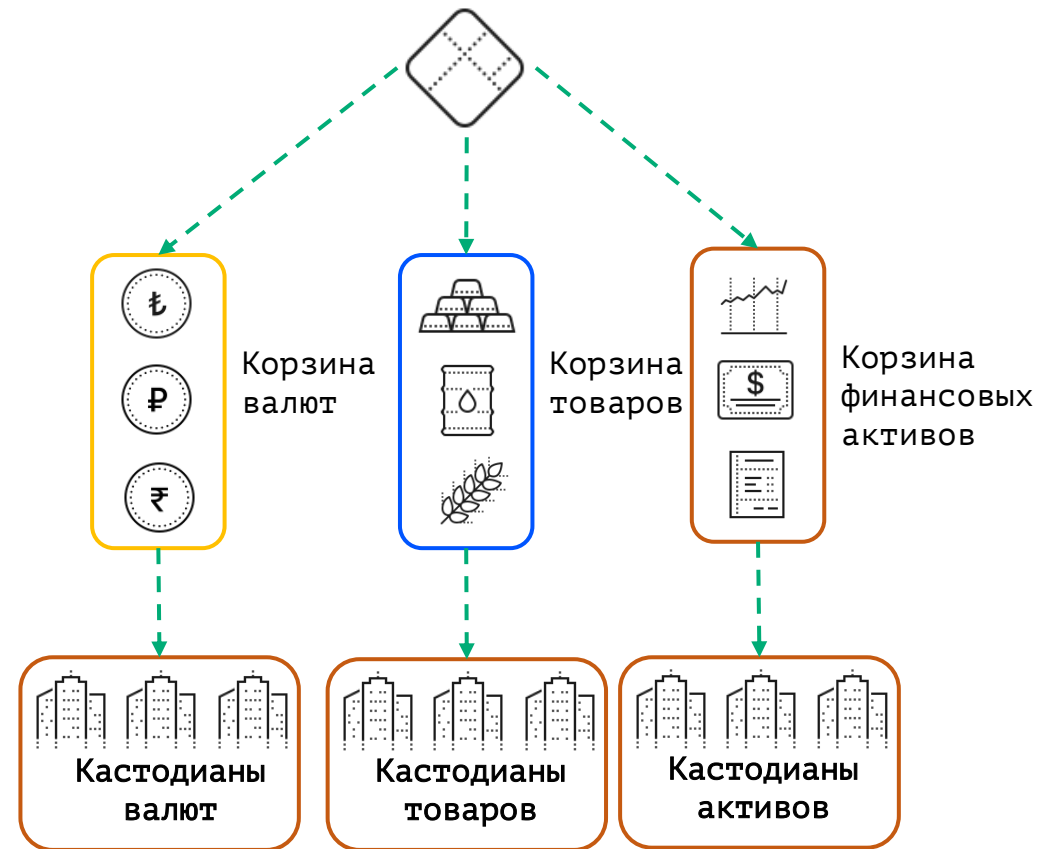 ₺
₽
₹
Корзина
валют
Корзина
товаров
$
Корзина
финансовых
активов
Кастодианы
валют
Кастодианы
товаров
Кастодианы
активов